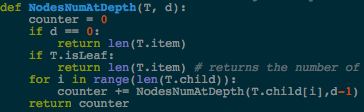 def NodesNumAtDepth(T, d):
    counter = 0
    if d == 0:
        return len(T.item)
    if T.isLeaf:
        return len(T.item) # returns the number of
    for i in range(len(T.child)):
        counter += NodesNumAtDepth(T.child[i],d-1)
    return counter